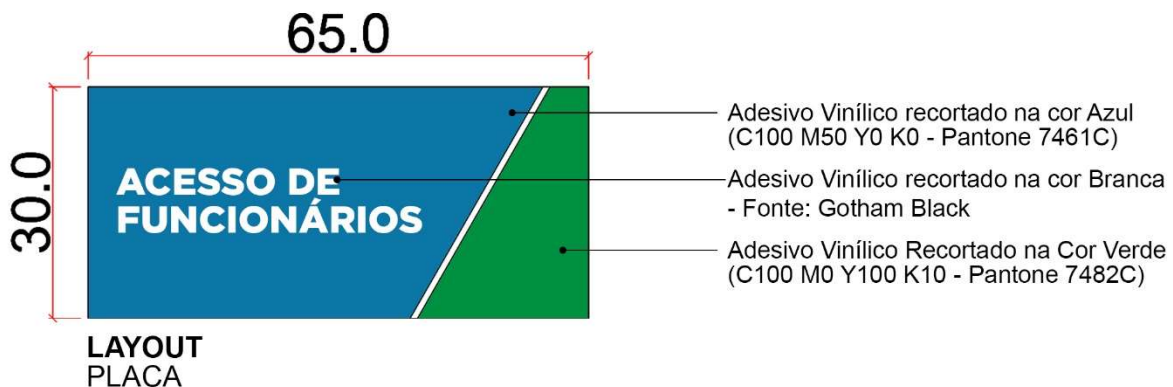 65.0
30.0
ACESSO DE
FUNCIONÁRIOS
Adesivo Vinílico recortado na cor Azul
(C100 M50 Y0 K0 - Pantone 7461C)
Adesivo Vinílico recortado na cor Branca
- Fonte: Gotham Black
Adesivo Vinílico Recortado na Cor Verde
(C100 M0 Y100 K10 - Pantone 7482C)
LAYOUT
PLACA